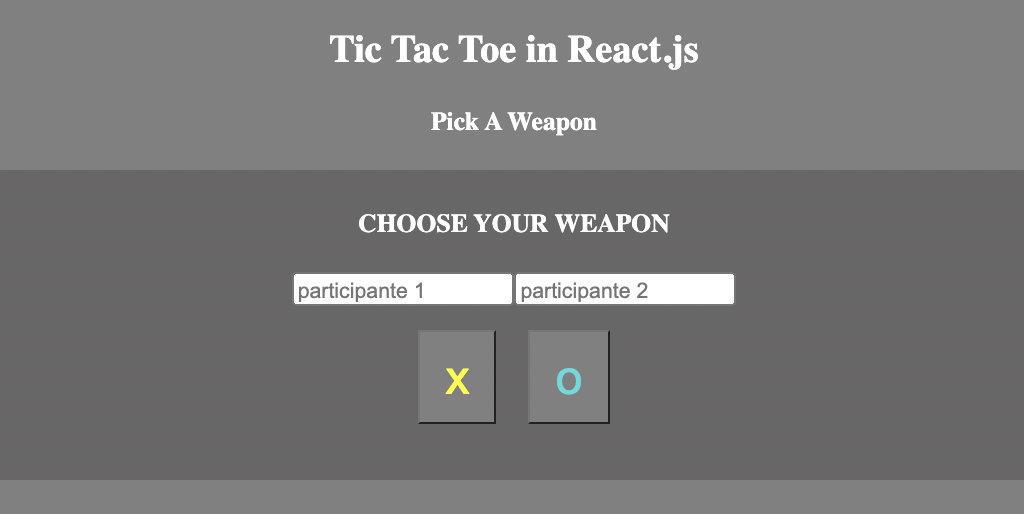 Tic Tac Toe in React.js
Pick A Weapon
CHOOSE YOUR WEAPON
participante 1 participante 2
X O